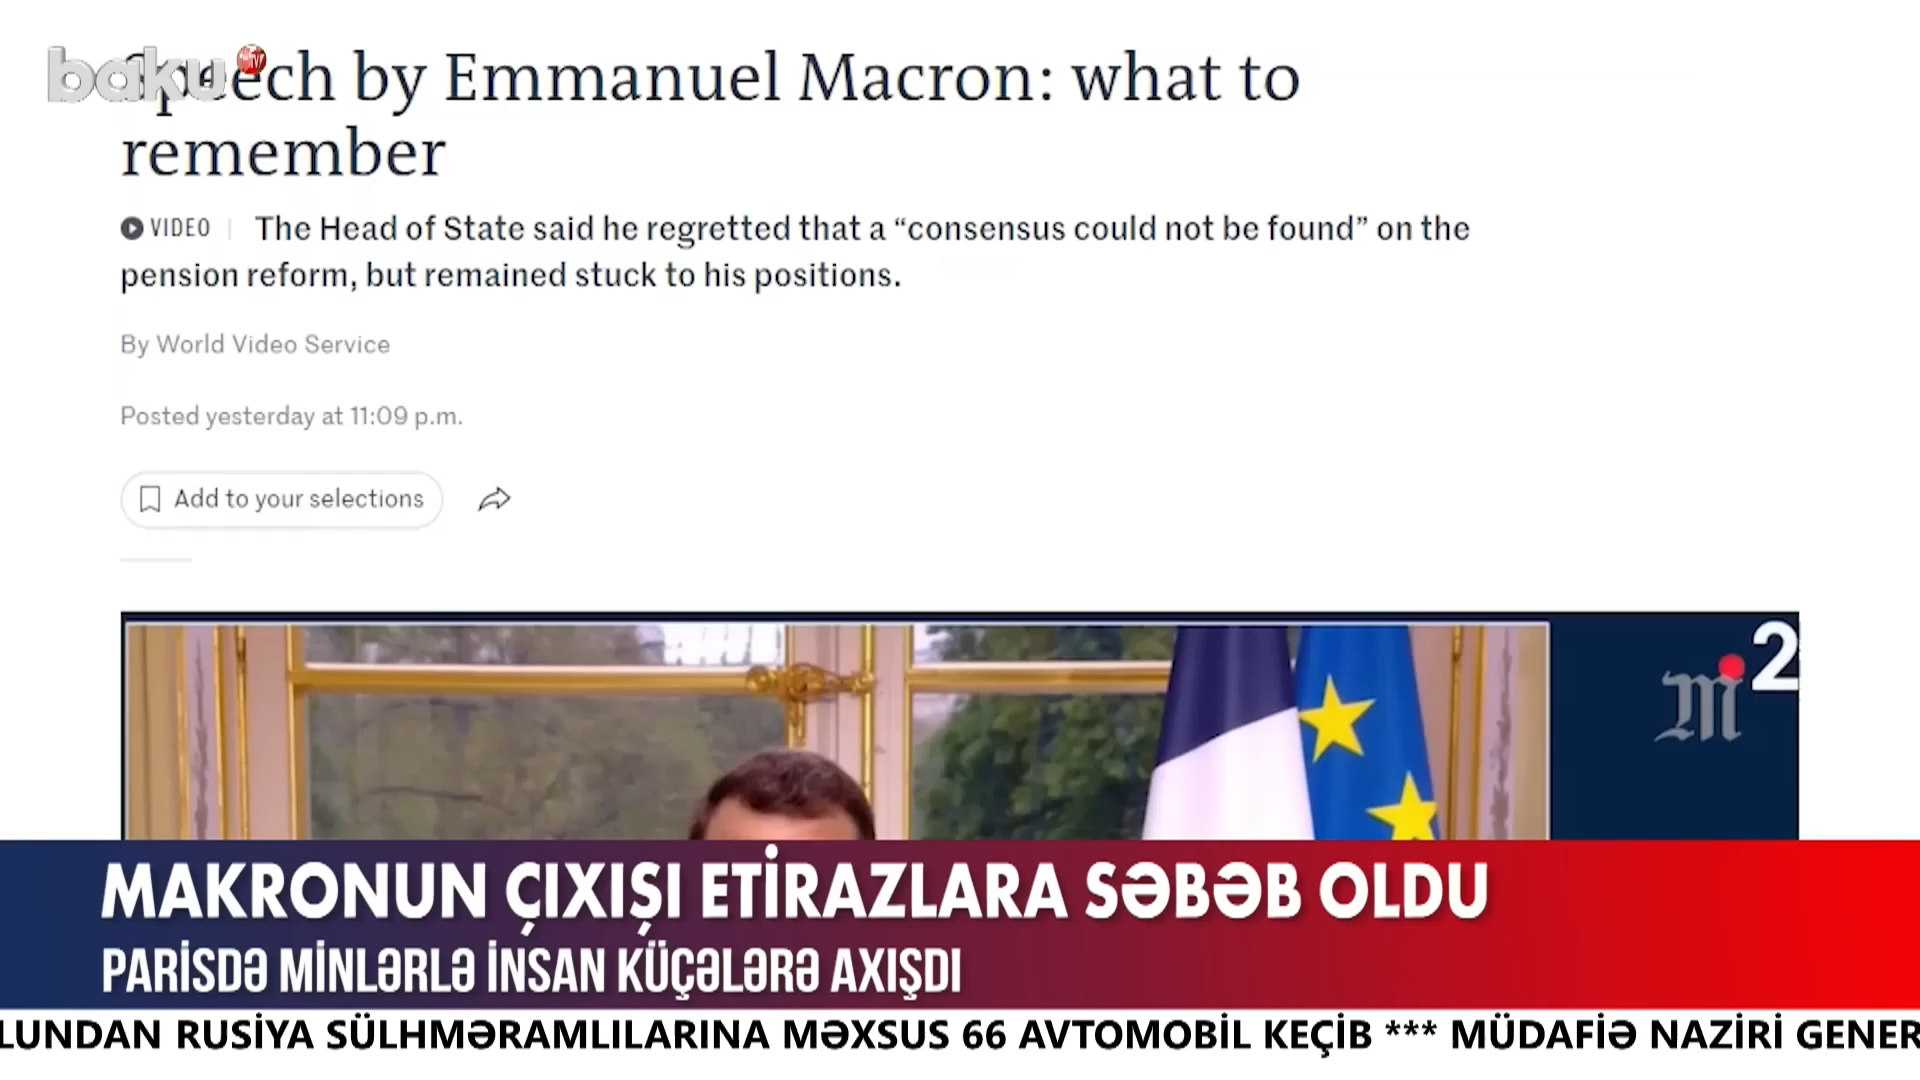 baku
Speech by Emmanuel Macron: what to
remember
VIDEO The Head of State said he regretted that a “consensus could not be found” on the
pension reform, but remained stuck to his positions.
By World Video Service
Posted yesterday at 11:09 p.m.
Add to your selections
M 2
MAKRONUN ÇIXIŞI ETİRAZLARA SƏBƏB OLDU
PARİSDƏ MİNLƏRLƏ İNSAN KÜÇƏLƏRƏ AXIŞDI
LUNDAN RUSİYA SÜLHMƏRAMLILARINA MƏXSUS 66 AVTOMOBİL KEÇİB *** MÜDAFİƏ NAZİRİ GENER